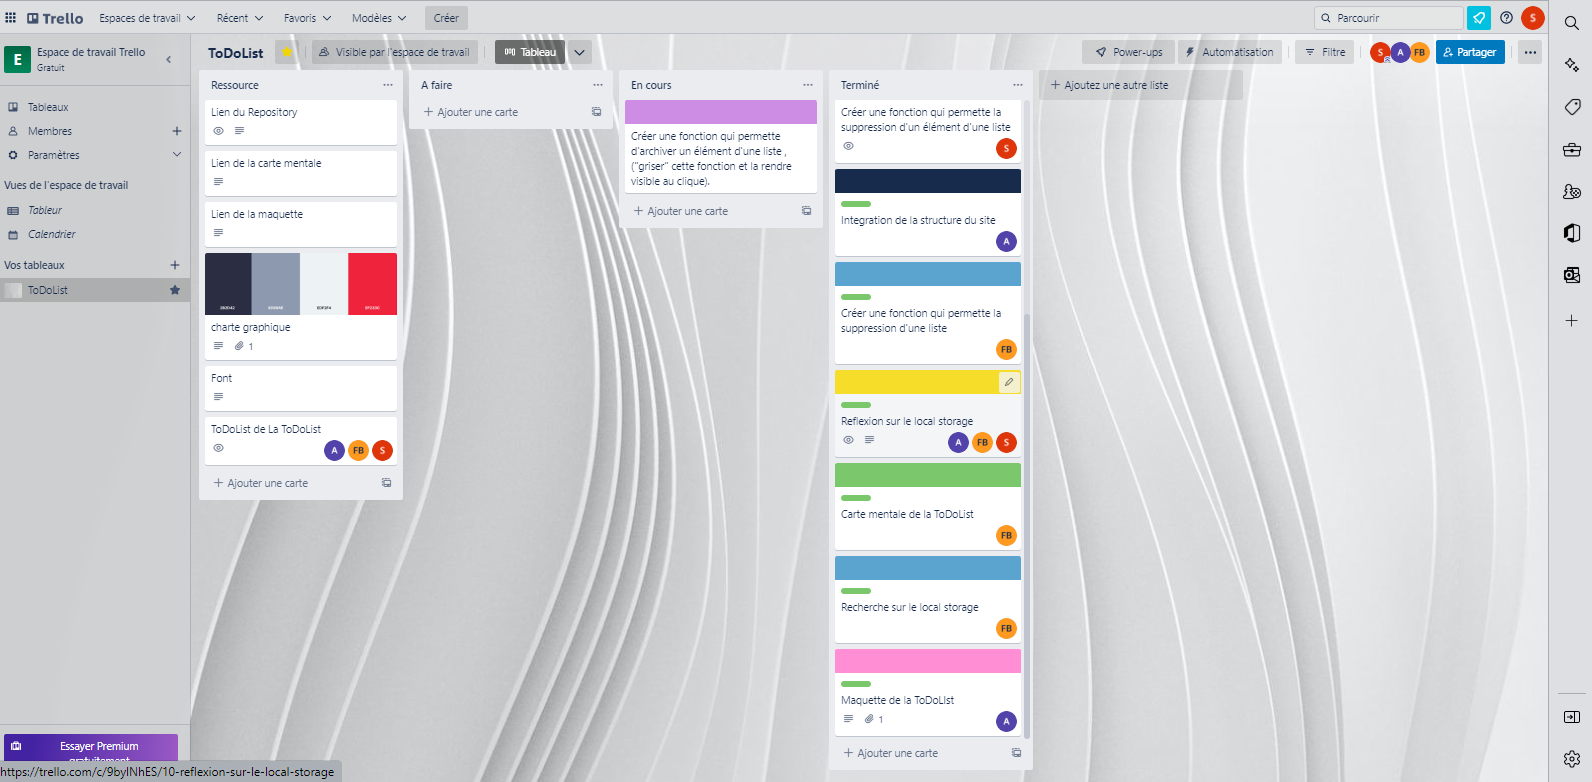 Trello
Espaces de travail
Récent
Favoris
Modèles
Créer
Parcourir
S
E
Espace de travail Trello
Gratuit
Tableaux
Membres
Paramètres
Vues de l'espace de travail
Tableur
Calendrier
Vos tableaux
ToDoList
Essayer Premium
gratuitement
https://trello.com/c/9bylNhES/10-reflexion-sur-le-local-storage
ToDoList
Visible par l'espace de travail
Tableau
Power-ups
Automatisation
Filtre
S
A
FB
Partager
Ressource
Lien du Repository
Lien de la carte mentale
Lien de la maquette
charte graphique
1
Font
ToDoList de La ToDoList
A
FB
S
Ajouter une carte
A faire
Ajouter une carte
En cours
Créer une fonction qui permette
d'archiver un élément d'une liste ,
("griser" cette fonction et la rendre
visible au clique).
Ajouter une carte
Terminé
Créer une fonction qui permette la
suppression d'un élément d'une liste
S
Integration de la structure du site
A
Créer une fonction qui permette la
suppression d'une liste
FB
Reflexion sur le local storage
A
FB
S
Carte mentale de la ToDoList
FB
Recherche sur le local storage
FB
Maquette de la ToDoList
1
A
Ajouter une carte
Ajoutez une autre liste